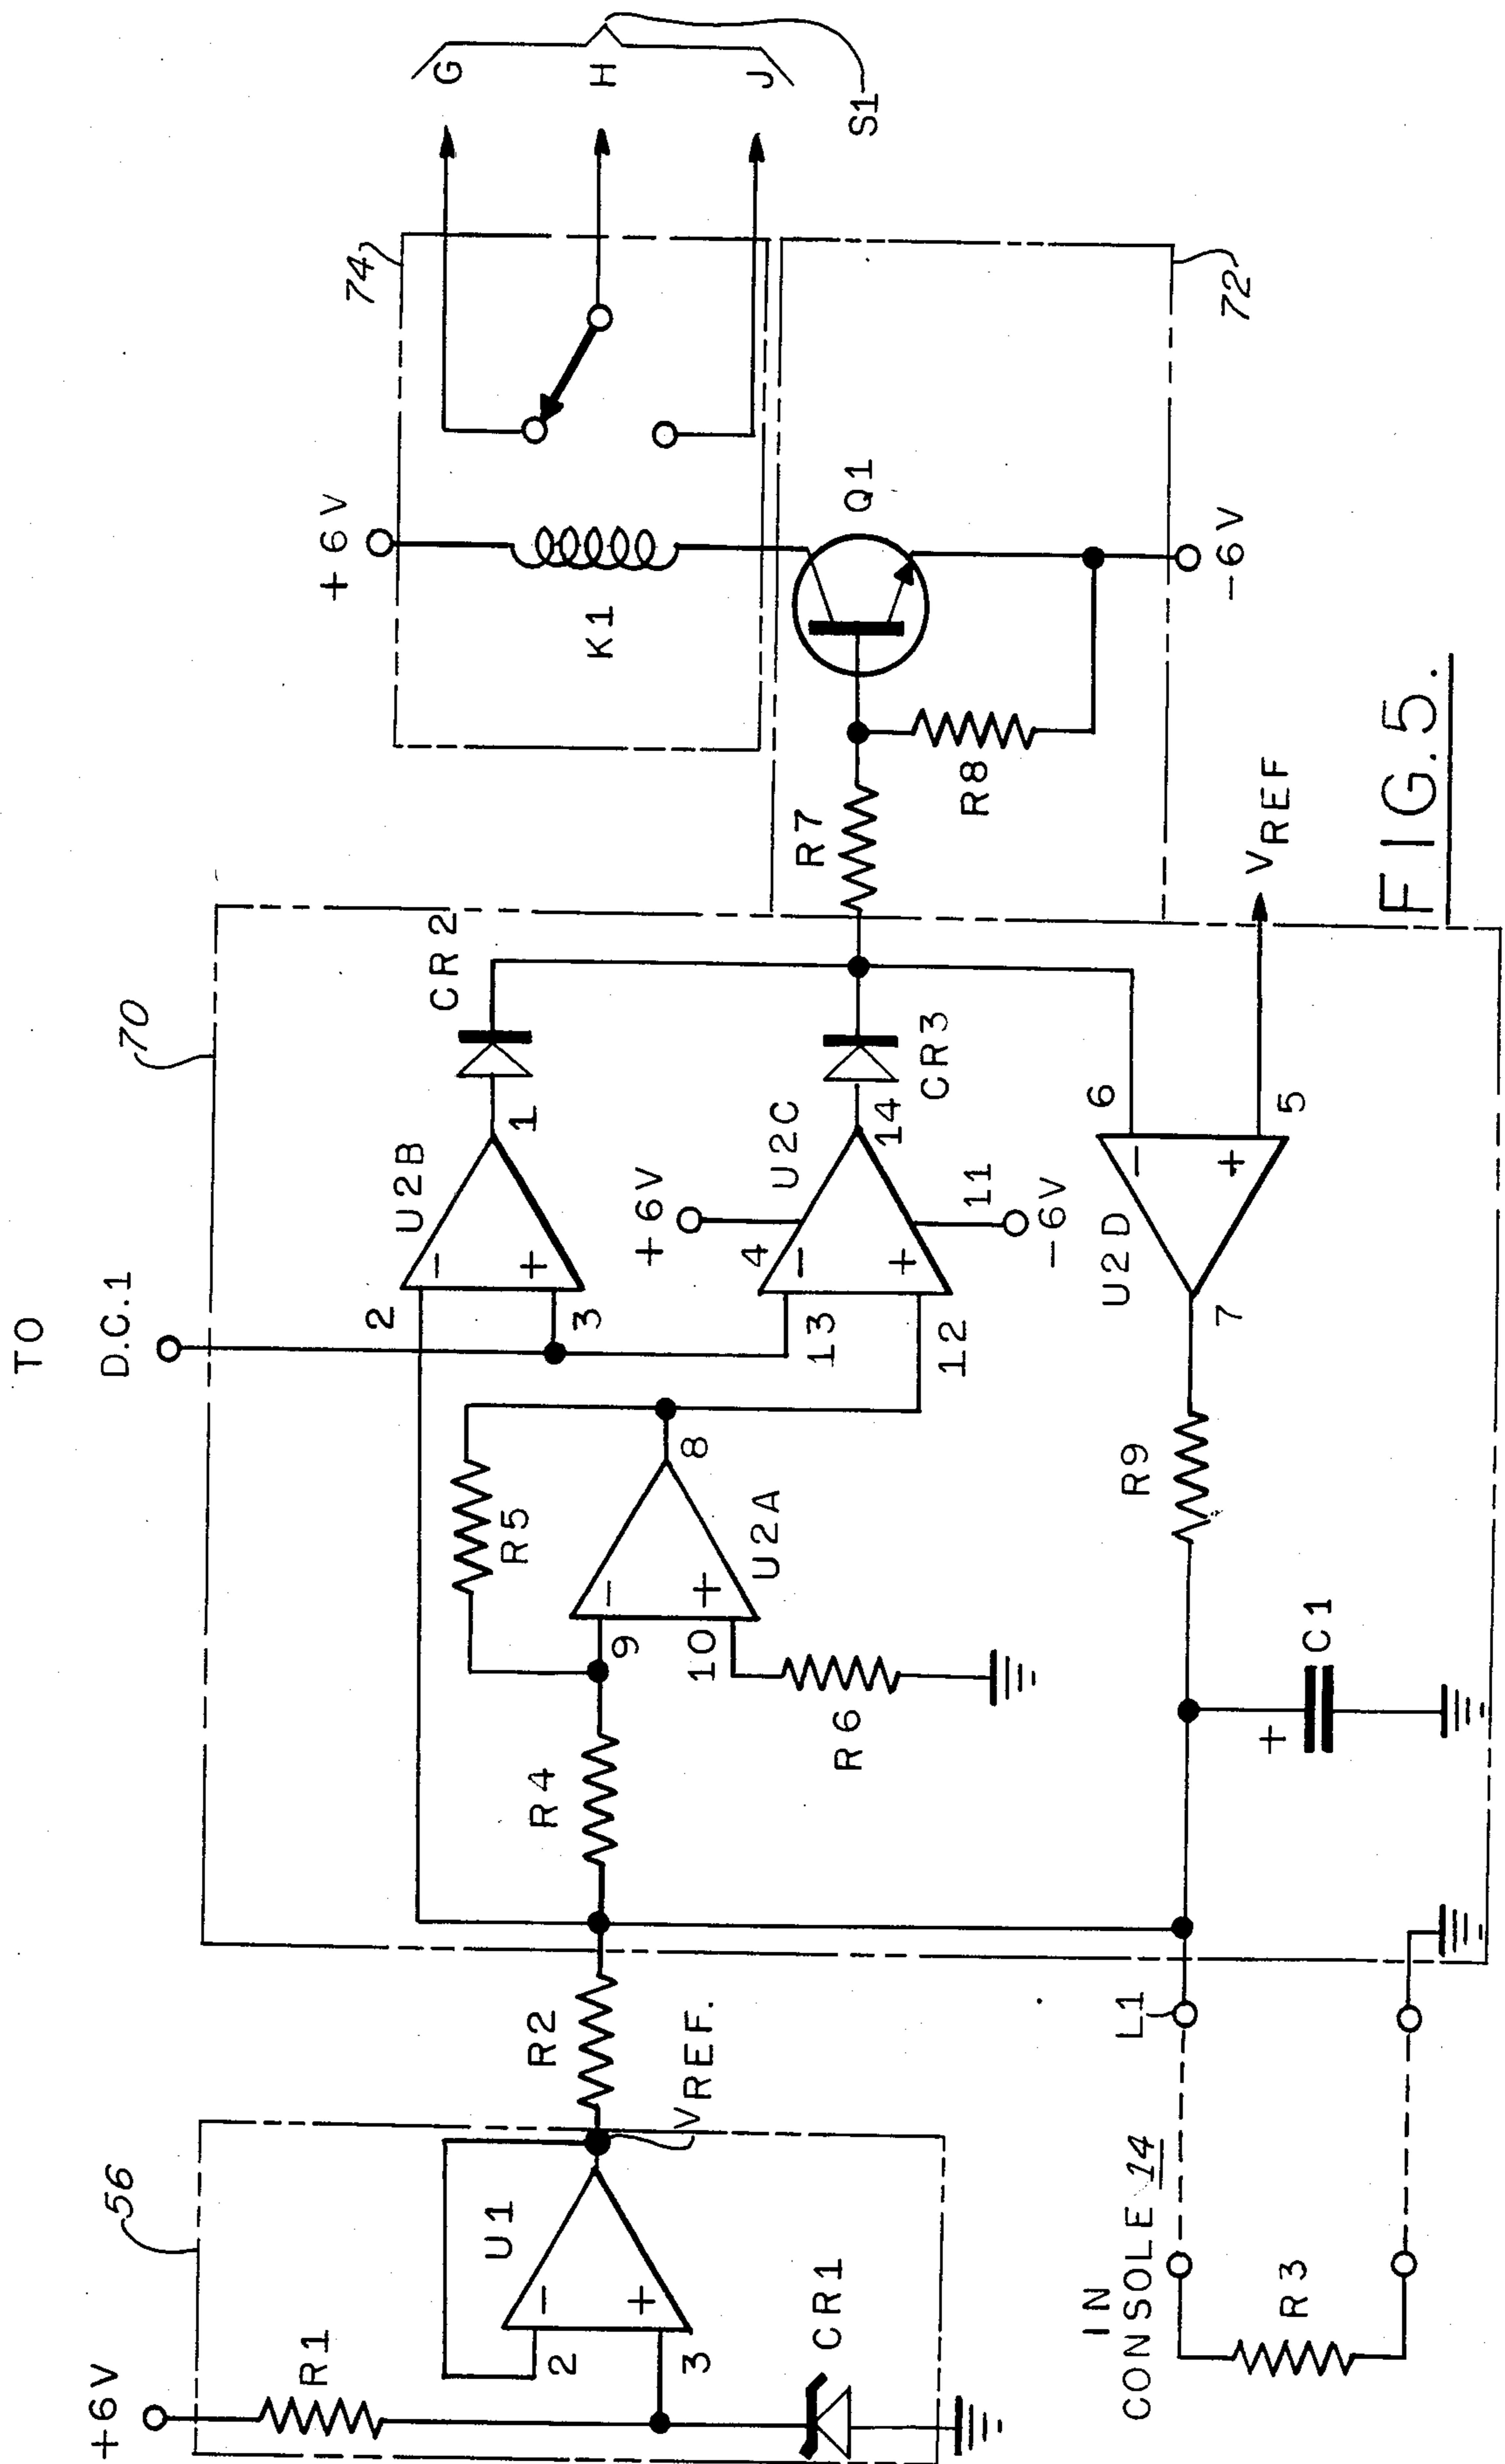 +6V
R1
56
U1
-
+
2
3
CR1
VREF.
R2
IN
CONSOLE 14
R3
L1
70
TO
D.C.1
R4
R5
9
10
-
+
8
U2A
R6
+
C1
2
3
-
+
U2B
1
CR2
+6V
4
13
12
-
+
U2C
14
11
-6V
CR3
R9
7
U2D
-
+
6
5
VREF
R7
R8
Q1
-6V
72
+6V
K1
74
G
H
J
S1
FIG.5.